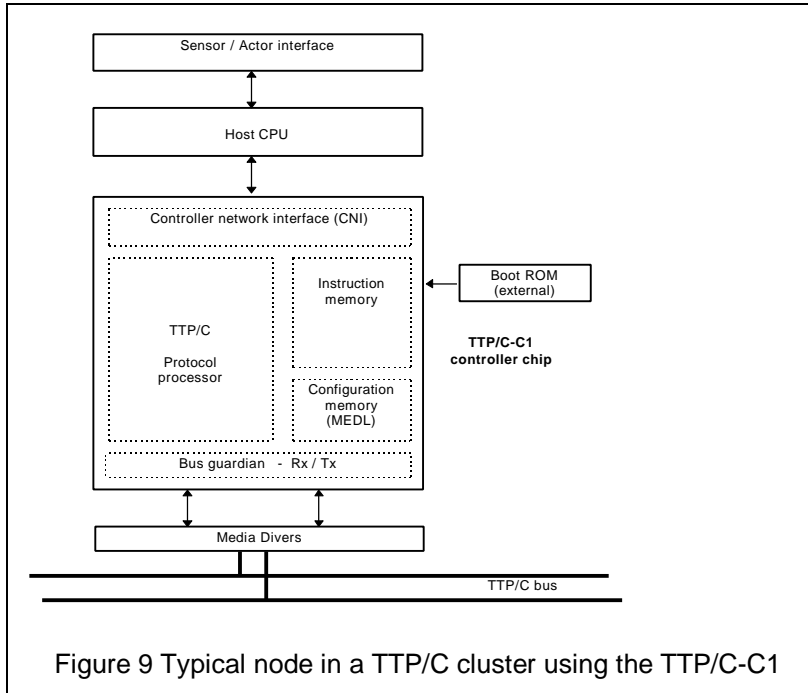 Sensor / Actor interface
Host CPU
Controller network interface (CNI)
TTP/C
Protocol
processor
Instruction
memory
Configuration
memory
(MEDL)
Bus guardian - Rx / Tx
Boot ROM
(external)
TTP/C-C1
controller chip
Media Divers
TTP/C bus
Figure 9 Typical node in a TTP/C cluster using the TTP/C-C1